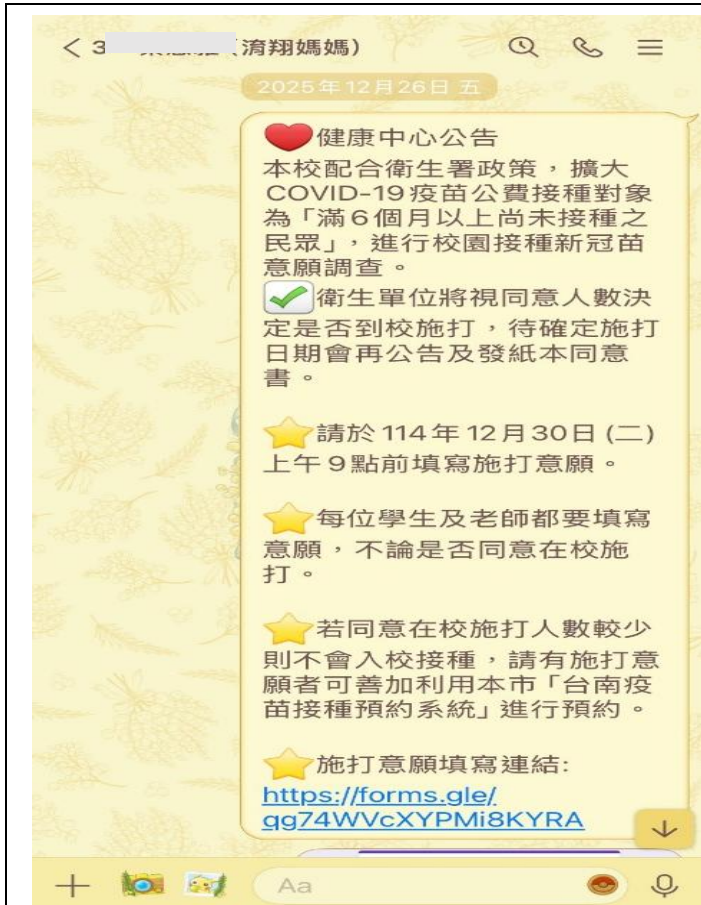 3 （淯翔媽媽）
2025年12月26日 五
❤️健康中心公告
本校配合衛生署政策，擴大
COVID-19疫苗公費接種對象
為「滿6個月以上尚未接種之
民眾」，進行校園接種新冠苗
意願調查。
✅衛生單位將視同意人數決
定是否到校施打，待確定施打
日期會再公告及發紙本同意
書。
⭐請於114年12月30日(二)
上午9點前填寫施打意願。
⭐每位學生及老師都要填寫
意願，不論是否同意在校施
打。
⭐若同意在校施打人數較少
則不會入校接種，請有施打意
願者可善加利用本市「台南疫
苗接種預約系統」進行預約。
⭐施打意願填寫連結:
https://forms.gle/
qg74WVcXYPMi8KYRA
Aa